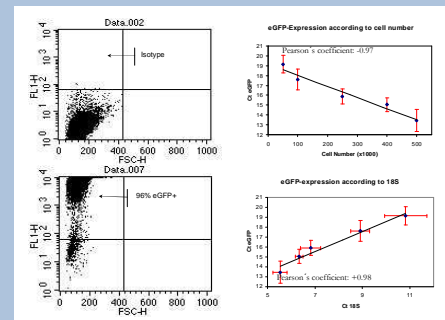 Data.002
Isotype
FL1-H
10 0 10 1 10 2 10 3 10 4
0 200 400 600 800 1000
FSC-H
Data.007
96% eGFP+
FL1-H
10 0 10 1 10 2 10 3 10 4
0 200 400 600 800 1000
FSC-H
eGFP-Expression according to cell number
Pearson´s coefficient: -0.97
Ct eGFP
21
20
19
18
17
16
15
14
13
12
0 100 200 300 400 500
Cell Number (x1000)
eGFP-expression according to 18S
Ct eGFP
21
20
19
18
17
16
15
14
13
12
Pearson´s coefficient: +0.98
5 7 9 11
Ct 18S